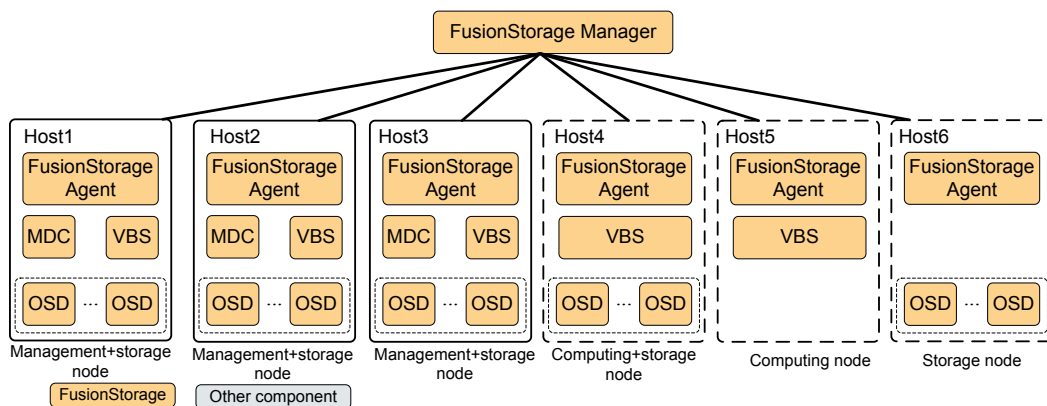 FusionStorage Manager
Host1
FusionStorage
Agent
MDC
VBS
OSD
...
OSD
Management+storage
node
Host2
FusionStorage
Agent
MDC
VBS
OSD
...
OSD
Management+storage
node
Host3
FusionStorage
Agent
MDC
VBS
OSD
...
OSD
Management+storage
node
Host4
FusionStorage
Agent
VBS
OSD
...
OSD
Computing+storage
node
Host5
FusionStorage
Agent
VBS
Computing node
Host6
FusionStorage
Agent
OSD
...
OSD
Storage node
FusionStorage
Other component